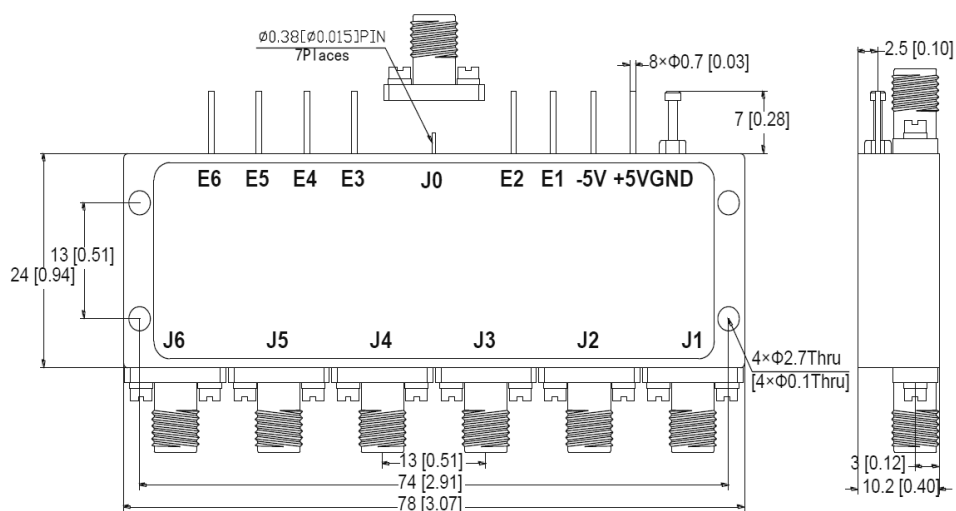 Ø0.38[Ø0.015]PIN
7Places
8×Φ0.7 [0.03]
2.5 [0.10]
7 [0.28]
E6 E5 E4 E3 J0 E2 E1 -5V +5VGND
13 [0.51]
24 [0.94]
J6 J5 J4 J3 J2 J1
4×Φ2.7Thru
[4×Φ0.1Thru]
13 [0.51]
3 [0.12]
74 [2.91]
10.2 [0.40]
78 [3.07]